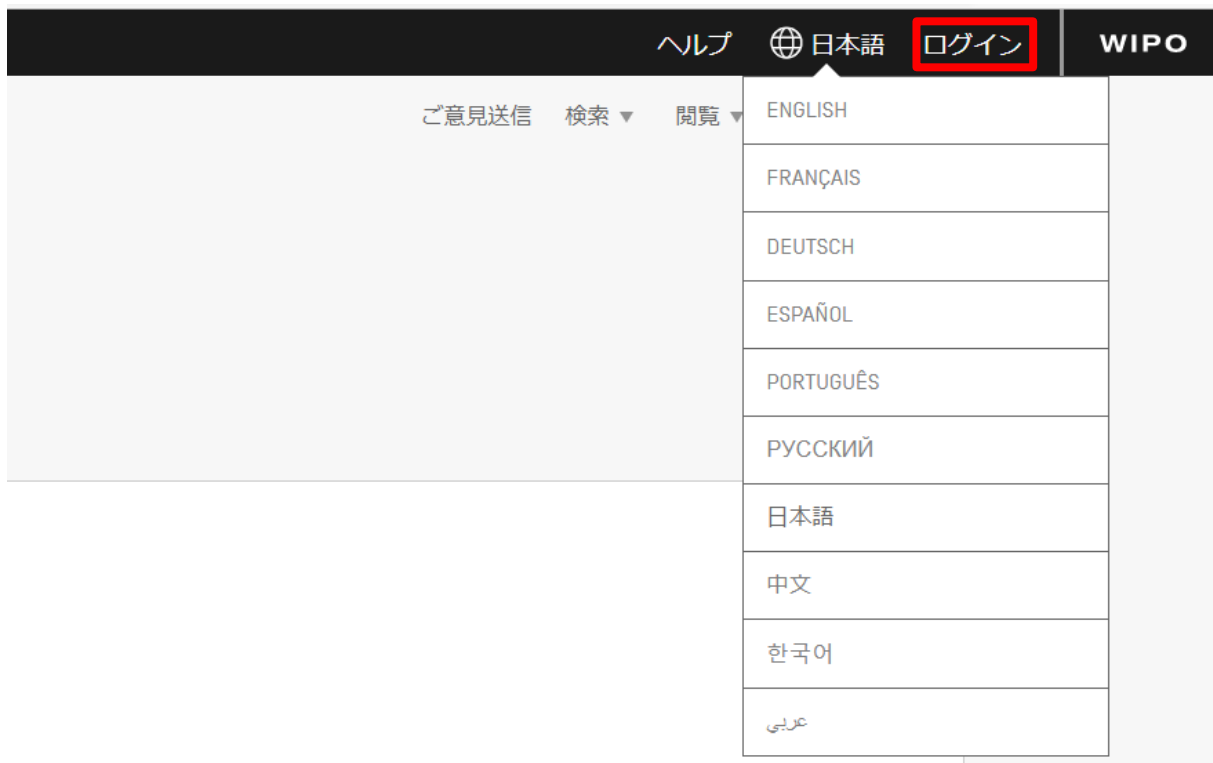 ヘルプ 日本語 ログイン WIPO
ご意見送信 検索 ▼ 閲覧 ▼
ENGLISH
FRANÇAIS
DEUTSCH
ESPAÑOL
PORTUGUÊS
РУССКИЙ
日本語
中文
한국어
عربي